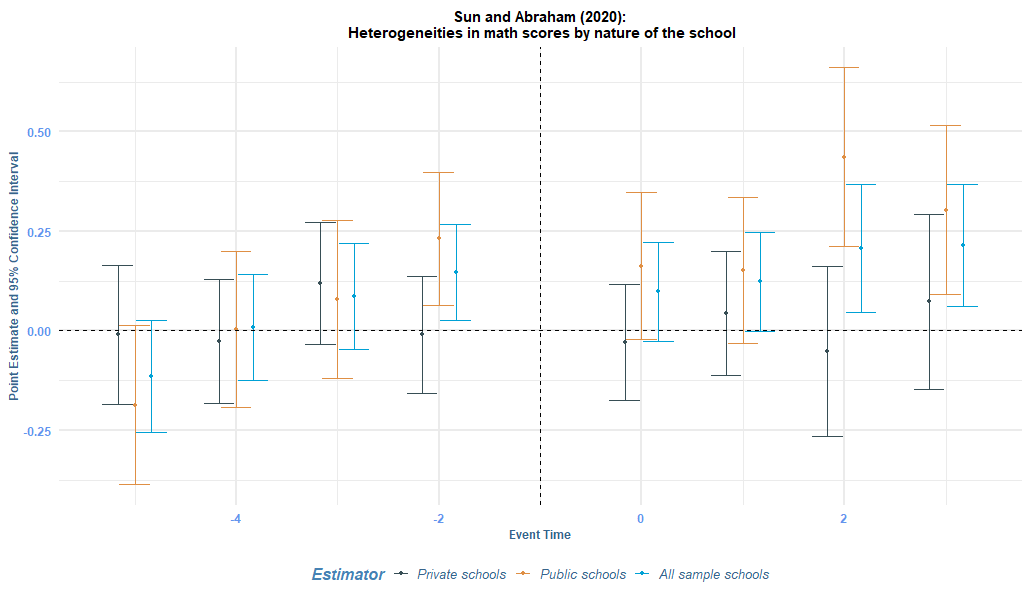 Sun and Abraham (2020):
Heterogeneities in math scores by nature of the school
Point Estimate and 95% Confidence Interval
0.50
0.25
0.00
-0.25
-4 -2 0 2
Event Time
Estimator Private schools Public schools All sample schools